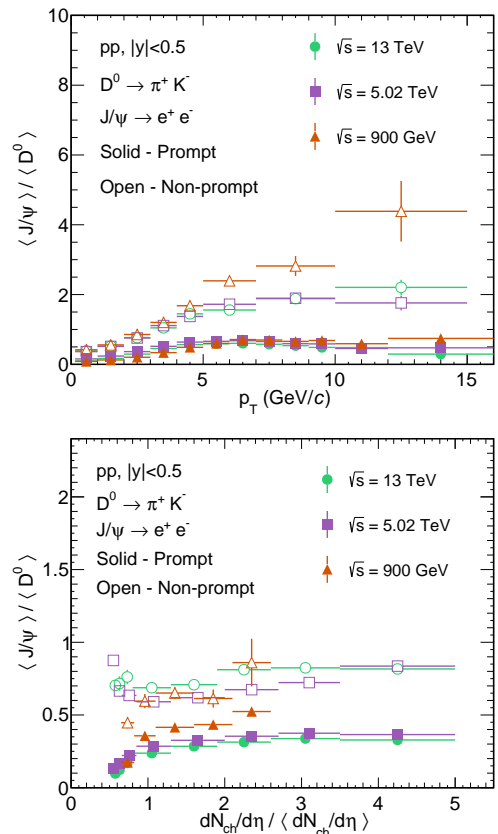 10
pp, |y|<0.5
√s = 13 TeV
D⁰ → π⁺ K⁻
√s = 5.02 TeV
8
J/ψ → e⁺ e⁻
√s = 900 GeV
Solid - Prompt
6
Open - Non-prompt
⟨ J/ψ ⟩ / ⟨ D⁰ ⟩
4
2
0
0 5 10 15
p_T (GeV/c)
pp, |y|<0.5
√s = 13 TeV
2
D⁰ → π⁺ K⁻
√s = 5.02 TeV
J/ψ → e⁺ e⁻
Solid - Prompt
√s = 900 GeV
1.5
Open - Non-prompt
⟨ J/ψ ⟩ / ⟨ D⁰ ⟩
1
0.5
0
0 1 2 3 4 5
dN_ch/dη / ⟨ dN_ch/dη ⟩